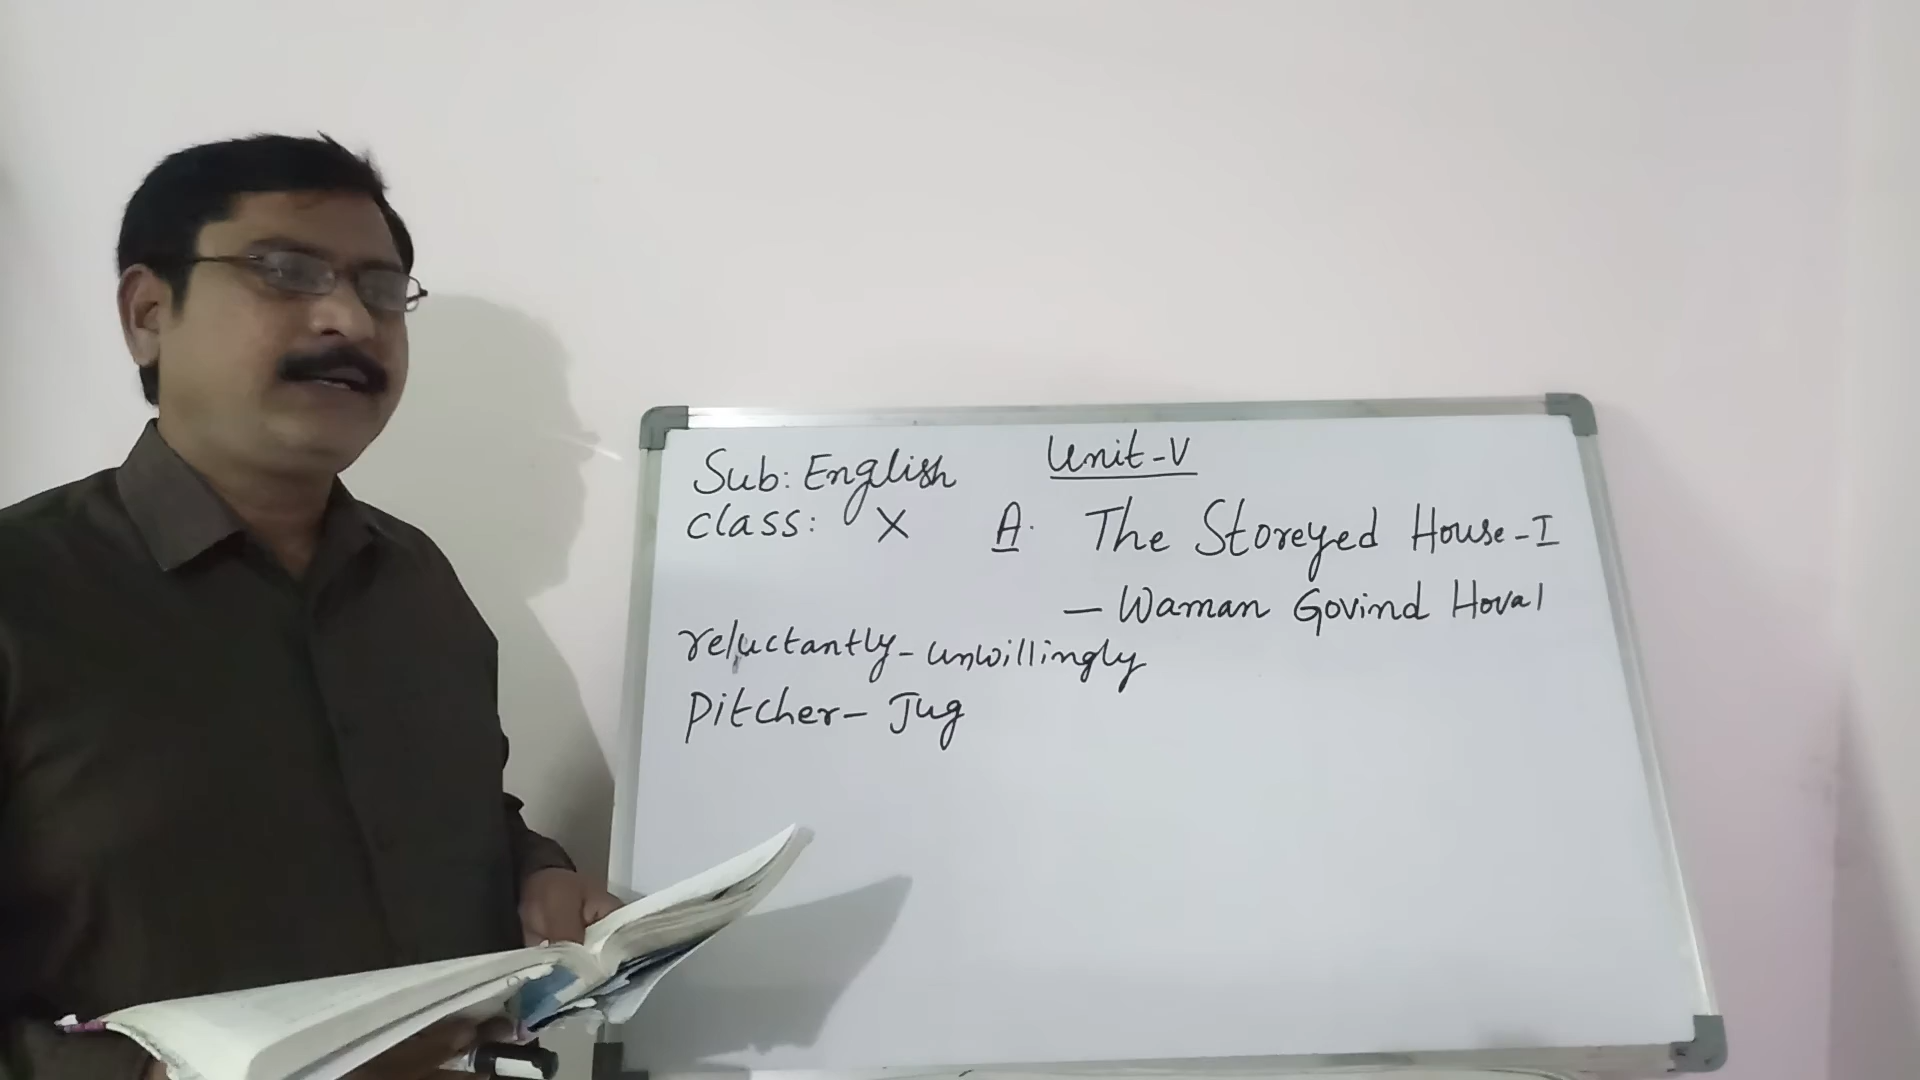 Sub: English Unit-V
Class: X A. The Storeyed House-I
- Waman Govind Hoval
reluctantly-unwillingly
Pitcher- Jug